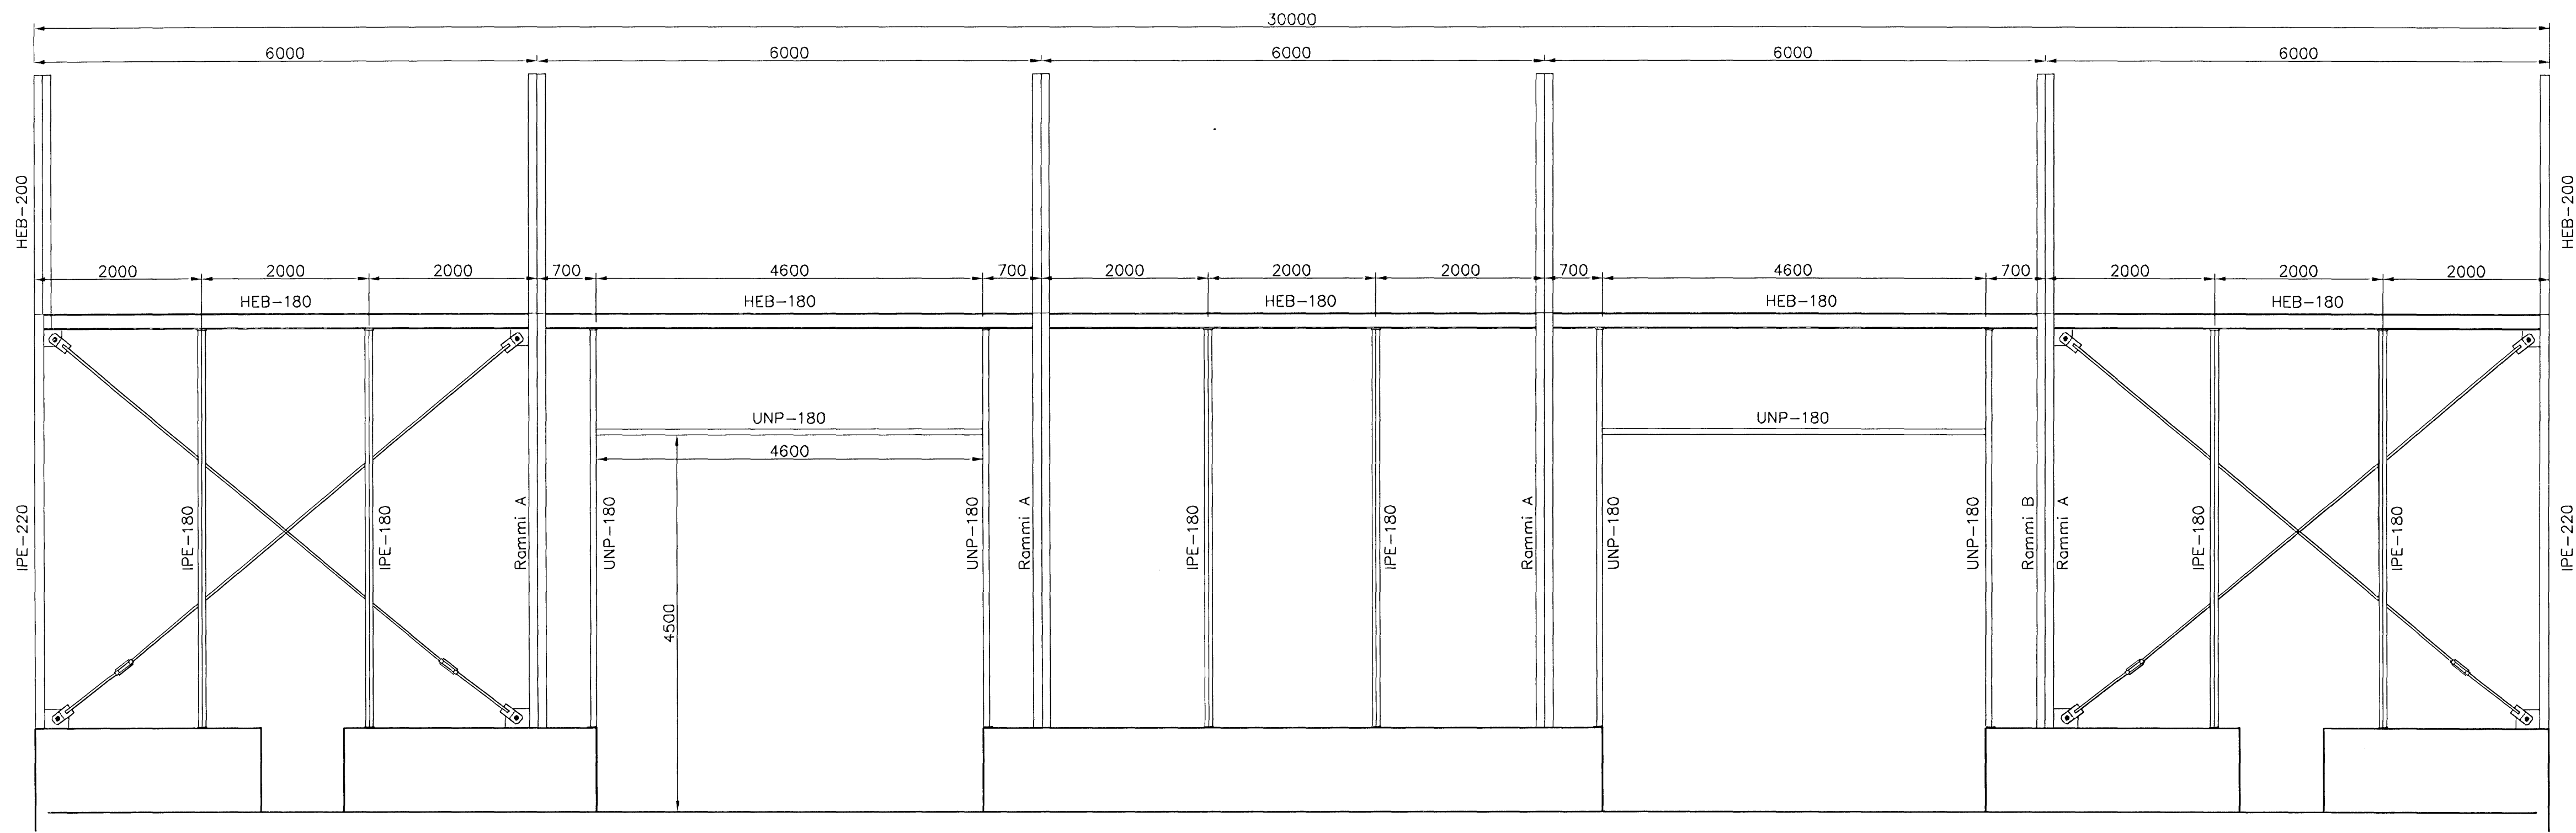 30000
6000 6000 6000 6000 6000
HEB-200 HEB-200
2000 2000 2000 700 4600 700 2000 2000 2000 700 4600 700 2000 2000 2000
HEB-180 HEB-180 HEB-180 HEB-180 HEB-180
UNP-180 UNP-180
4600
IPE-220 IPE-180 IPE-180 Rammi A UNP-180 UNP-180 Rammi A IPE-180 IPE-180 Rammi A UNP-180 UNP-180 Rammi B Rammi A IPE-180 IPE-180 IPE-220
4500